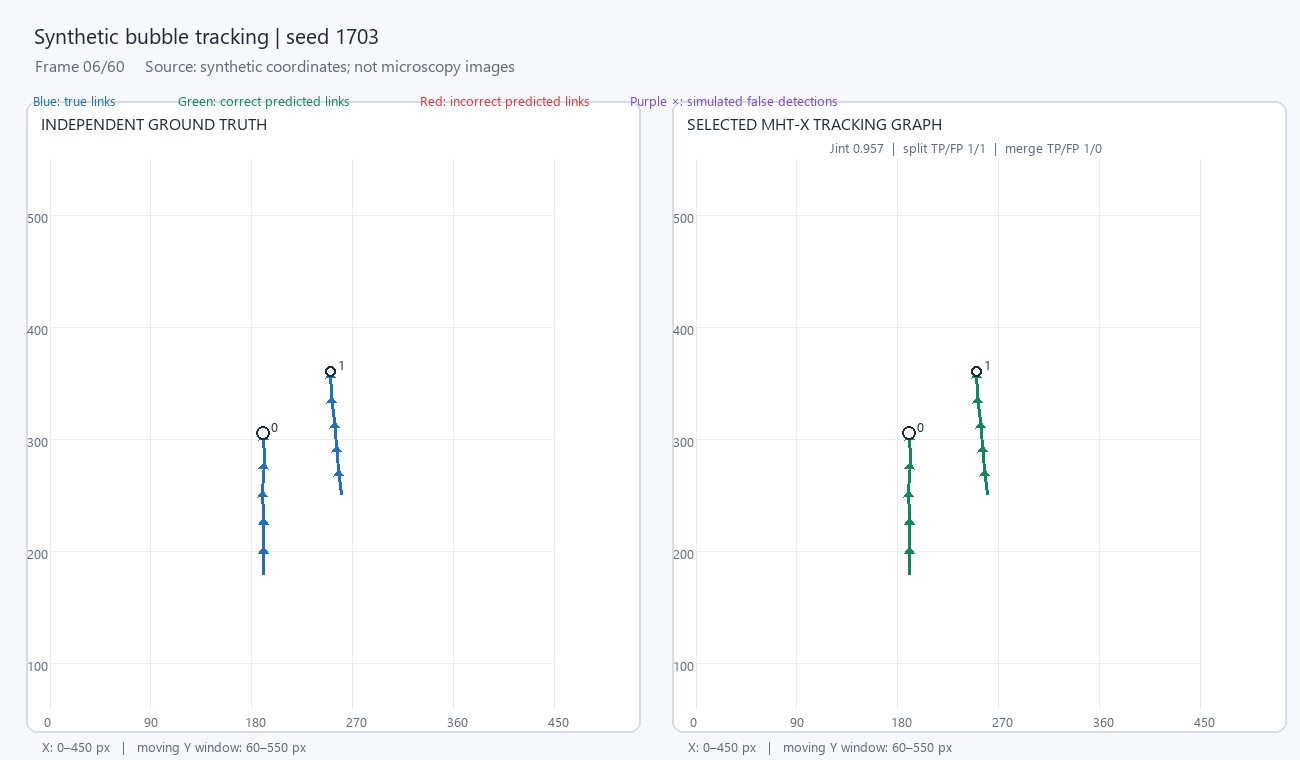 Synthetic bubble tracking | seed 1703
Frame 06/60 Source: synthetic coordinates; not microscopy images
Blue: true links Green: correct predicted links Red: incorrect predicted links Purple ×: simulated false detections
INDEPENDENT GROUND TRUTH
500
400
300
200
100
0 90 180 270 360 450
1
0
X: 0–450 px | moving Y window: 60–550 px
SELECTED MHT-X TRACKING GRAPH
Jint 0.957 | split TP/FP 1/1 | merge TP/FP 1/0
500
400
300
200
100
0 90 180 270 360 450
1
0
X: 0–450 px | moving Y window: 60–550 px